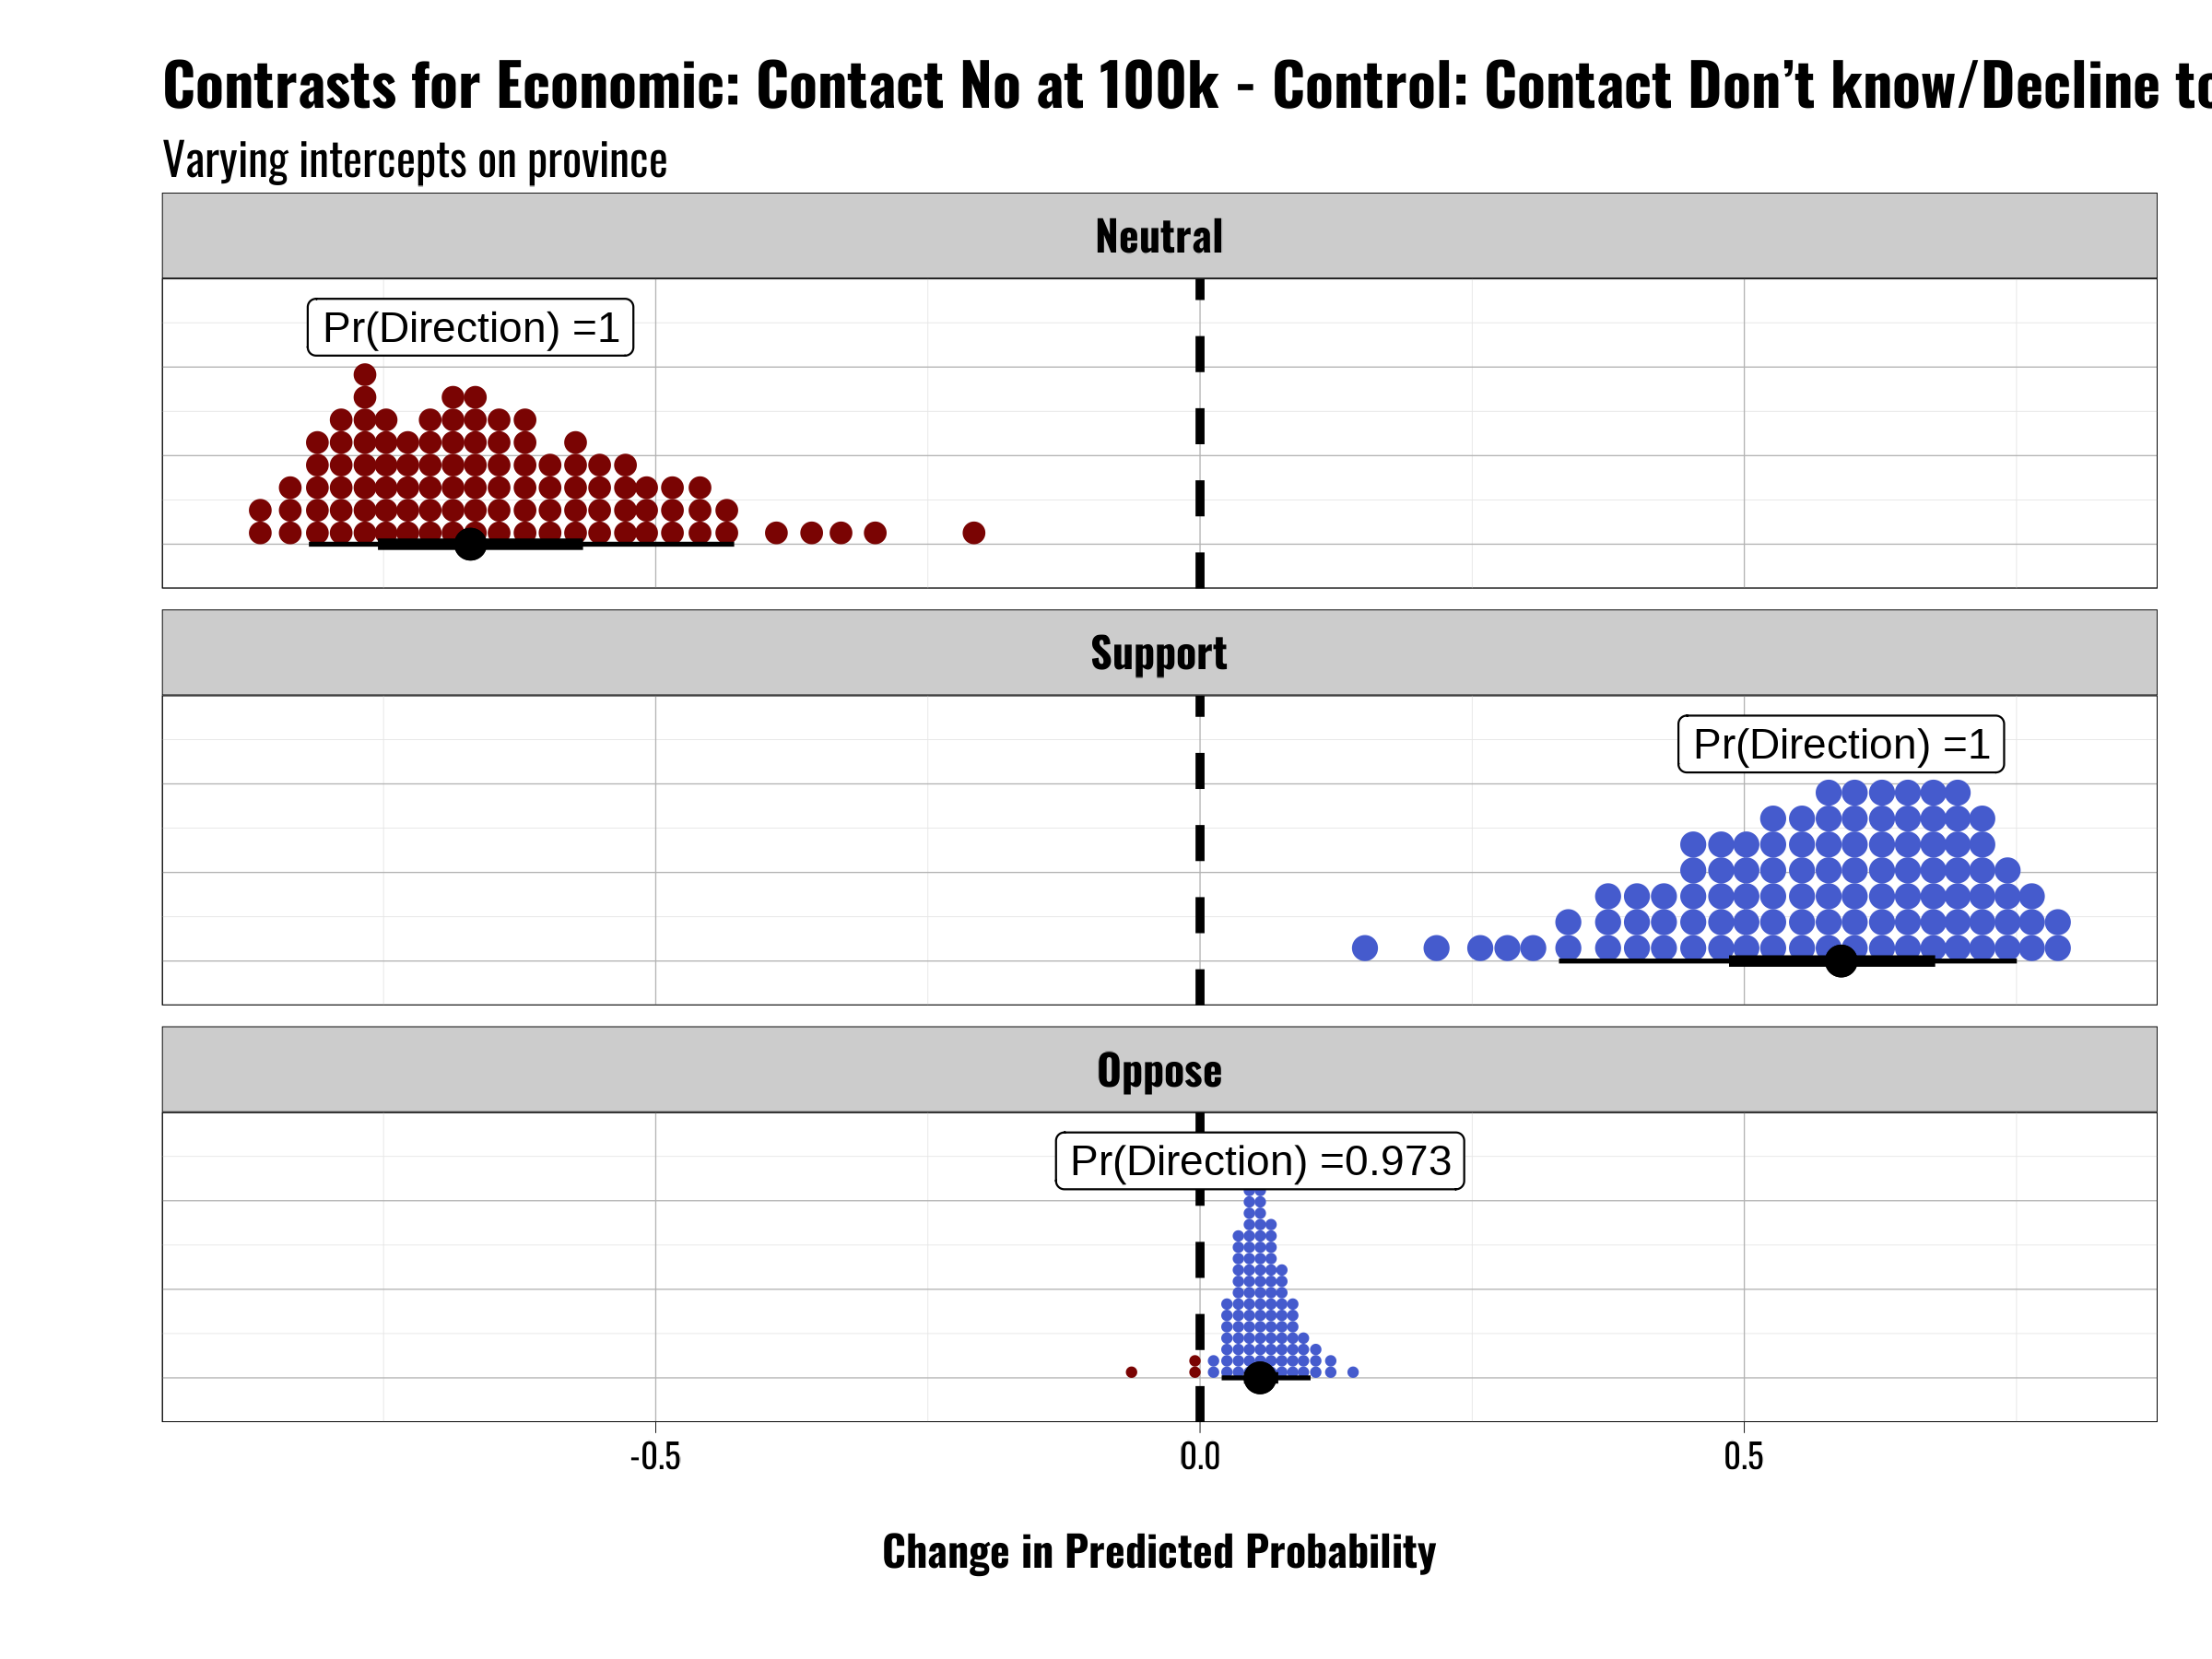 Contrasts for Economic: Contact No at 100k - Control: Contact Don’t know/Decline to
Varying intercepts on province
Neutral
Pr(Direction) =1
Support
Pr(Direction) =1
Oppose
Pr(Direction) =0.973
-0.5 0.0 0.5
Change in Predicted Probability